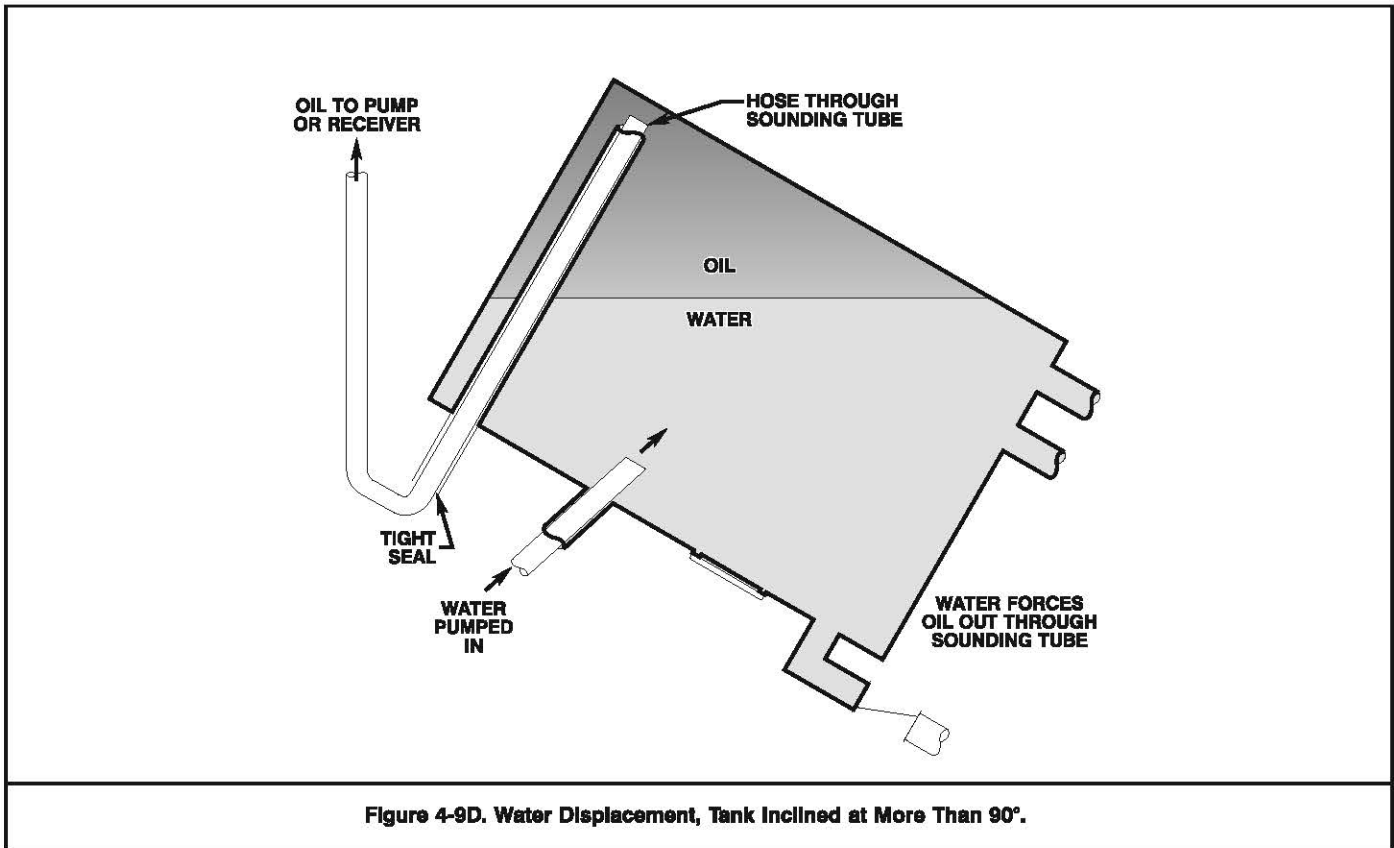 OIL TO PUMP
OR RECEIVER
HOSE THROUGH
SOUNDING TUBE
OIL
WATER
TIGHT
SEAL
WATER
PUMPED
IN
WATER FORCES
OIL OUT THROUGH
SOUNDING TUBE
Figure 4-9D. Water Displacement, Tank Inclined at More Than 90°.